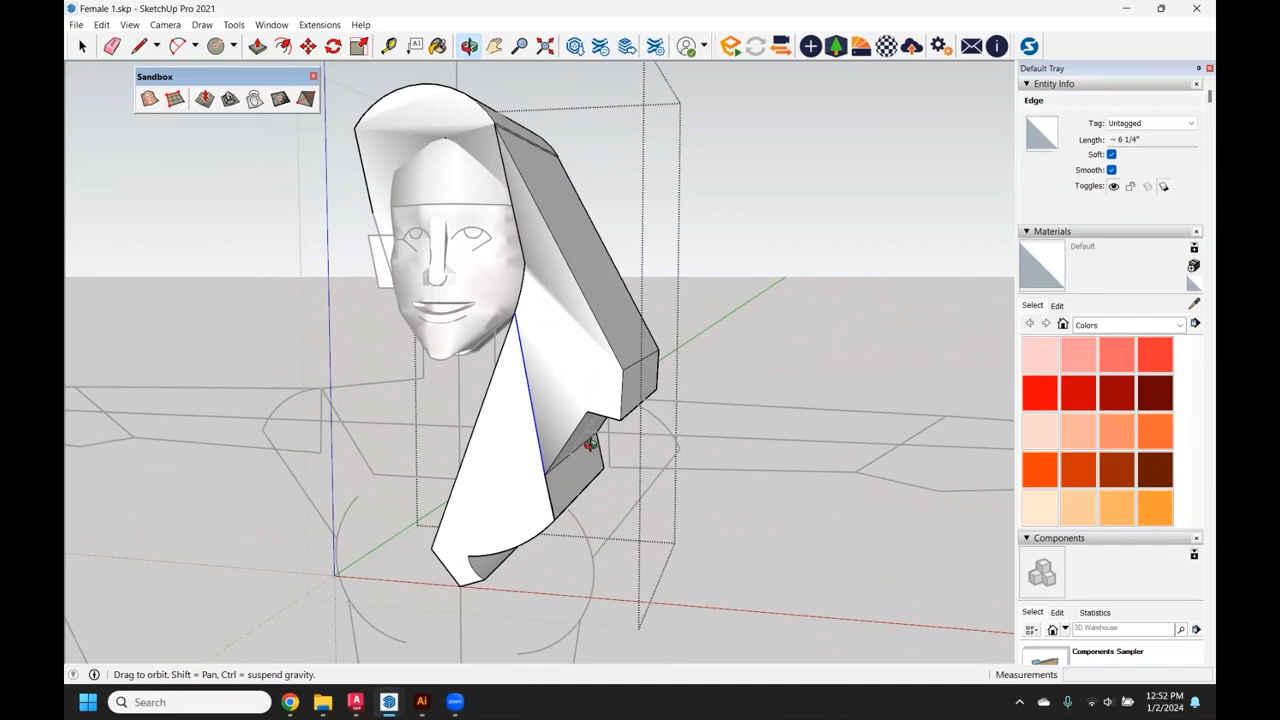 Female 1.skp - SketchUp Pro 2021
File Edit View Camera Draw Tools Window Extensions Help
Sandbox
Default Tray
Entity Info
Edge
Tag: Untagged
Length: ~ 6 1/4"
Soft:
Smooth:
Toggles:
Materials
Default
Select Edit
Colors
Components
Select Edit Statistics
3D Warehouse
Components Sampler
Drag to orbit. Shift = Pan, Ctrl = suspend gravity.
Measurements
Search
Ai
zoom
12:52 PM
1/2/2024